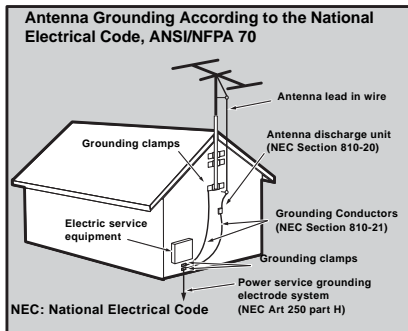 Antenna Grounding According to the National
Electrical Code, ANSI/NFPA 70
Antenna lead in wire
Grounding clamps
Antenna discharge unit
(NEC Section 810-20)
Electric service
equipment
Grounding Conductors
(NEC Section 810-21)
Grounding clamps
Power service grounding
electrode system
(NEC Art 250 part H)
NEC: National Electrical Code